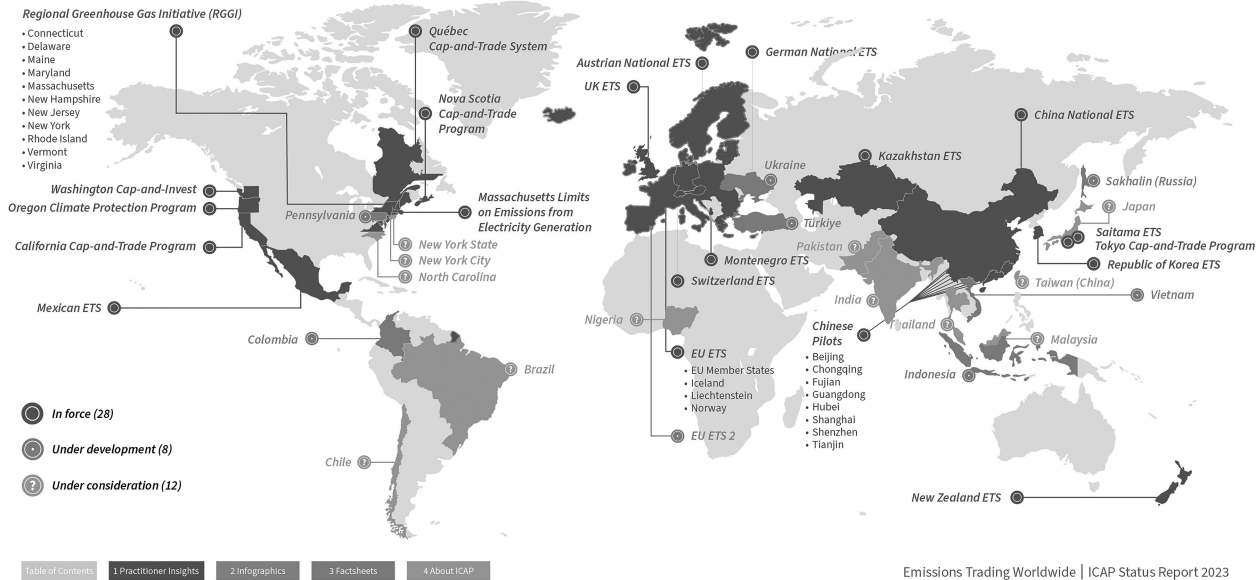 Regional Greenhouse Gas Initiative (RGGI)
• Connecticut
• Delaware
• Maine
• Maryland
• Massachusetts
• New Hampshire
• New Jersey
• New York
• Rhode Island
• Vermont
• Virginia
Québec
Cap-and-Trade System
Nova Scotia
Cap-and-Trade
Program
Washington Cap-and-Invest
Oregon Climate Protection Program
California Cap-and-Trade Program
Mexican ETS
Pennsylvania
Massachusetts Limits
on Emissions from
Electricity Generation
New York State
New York City
North Carolina
Colombia
Brazil
Chile
In force (28)
Under development (8)
? Under consideration (12)
Austrian National ETS
German National ETS
UK ETS
Ukraine
Türkiye
Kazakhstan ETS
China National ETS
Sakhalin (Russia)
Japan
Saitama ETS
Tokyo Cap-and-Trade Program
Republic of Korea ETS
Taiwan (China)
Vietnam
Pakistan
India
Thailand
Malaysia
Indonesia
Montenegro ETS
Switzerland ETS
Nigeria
EU ETS
• EU Member States
• Iceland
• Liechtenstein
• Norway
EU ETS 2
Chinese
Pilots
• Beijing
• Chongqing
• Fujian
• Guangdong
• Hubei
• Shanghai
• Shenzhen
• Tianjin
New Zealand ETS
Table of Contents
1 Practitioner Insights
2 Infographics
3 Factsheets
4 About ICAP
Emissions Trading Worldwide | ICAP Status Report 2023